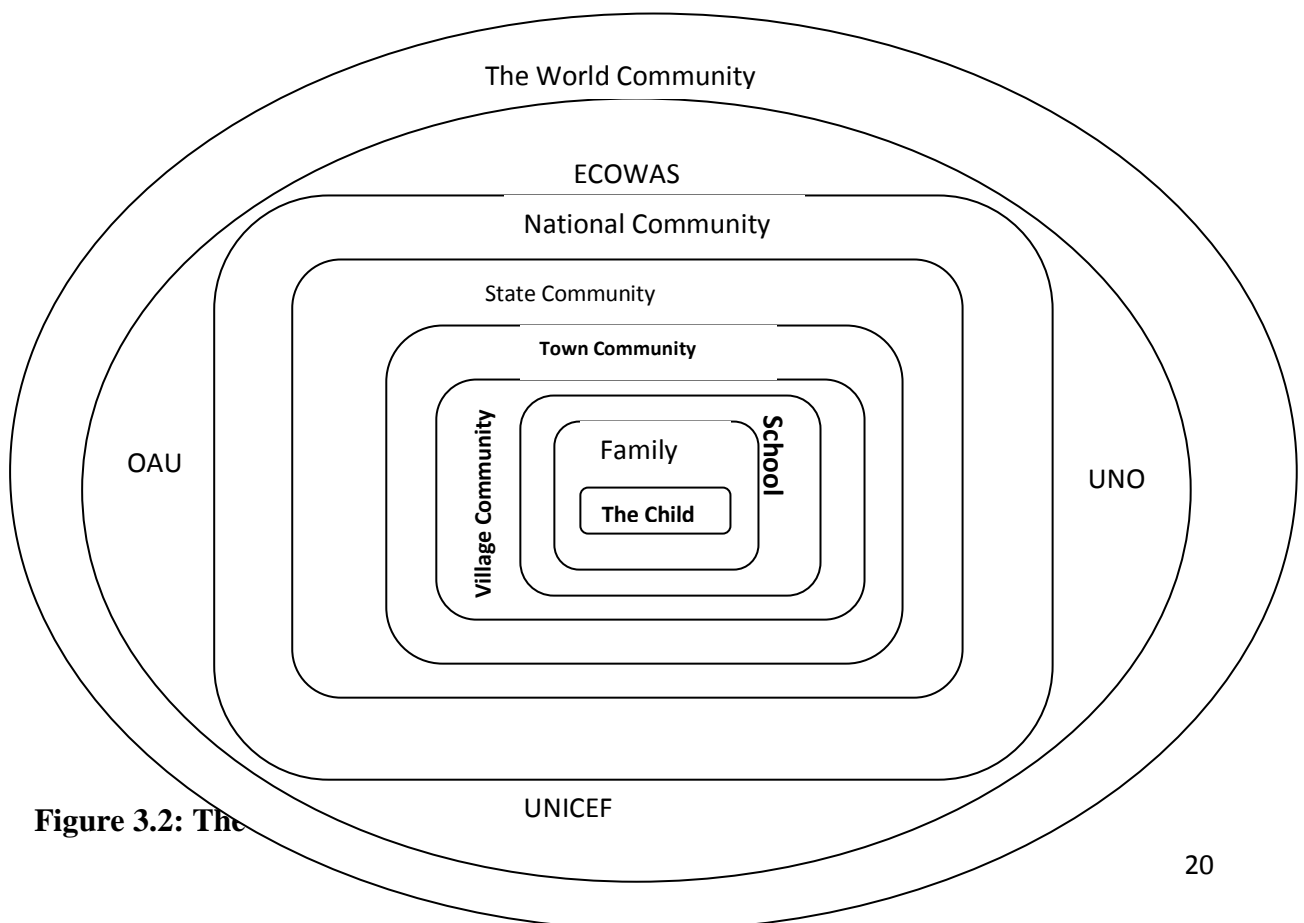 The World Community
ECOWAS
National Community
State Community
Town Community
Village Community
School
Family
The Child
OAU
UNO
UNICEF
Figure 3.2: The
20